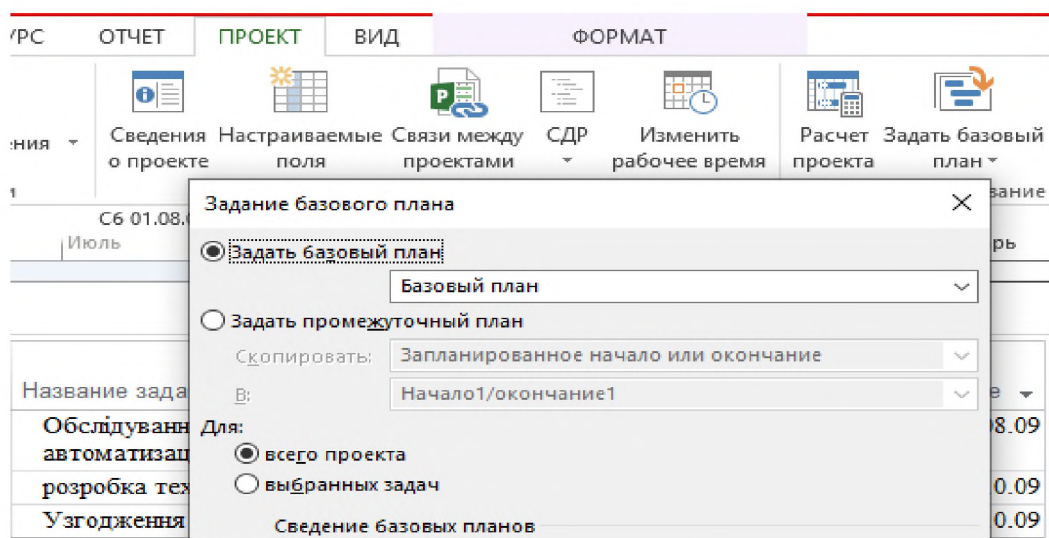 УРС ОТЧЕТ ПРОЕКТ ВИД ФОРМАТ
Сведения о проекте
Настраиваемые поля
Связи между проектами
СДР
Изменить рабочее время
Расчет проекта
Задать базовый план
С6 01.08.
Июль
Задание базового плана
Задать базовый план
Базовый план
Задать промежуточный план
Скопировать: Запланированное начало или окончание
В: Начало1/окончание1
Для:
всего проекта
выбранных задач
Сведение базовых планов
Название зада
Обслідуванн
автоматизац
08.09
розробка тех
0.09
Узгодження
0.09